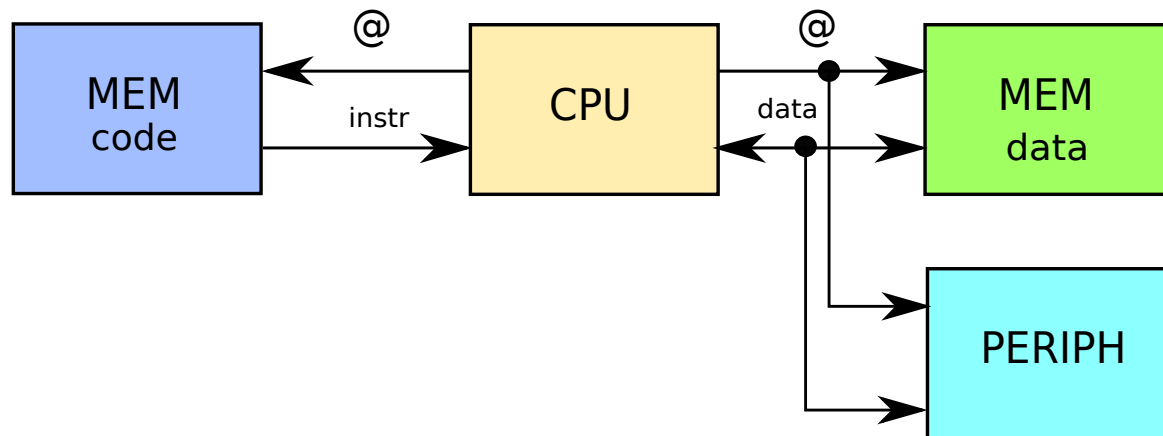 @
@
MEM
code
instr
CPU
data
MEM
data
PERIPH